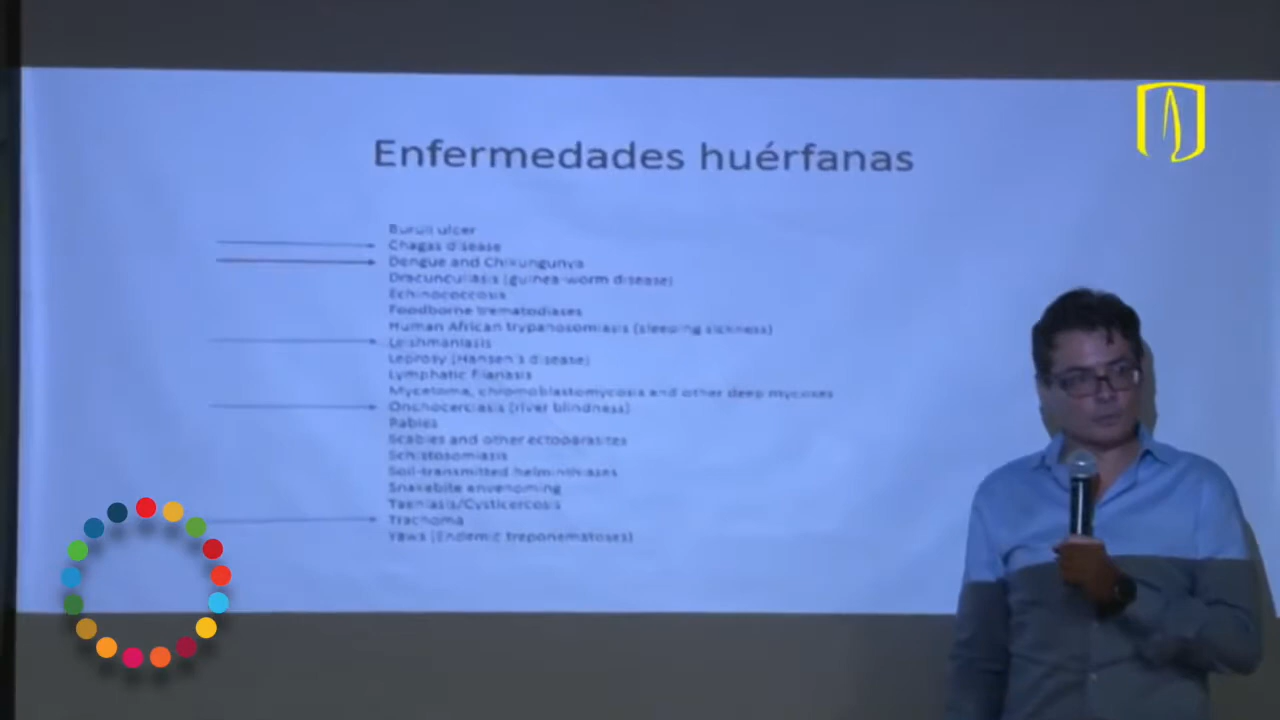 Enfermedades huérfanas
Buruli ulcer
Chagas disease
Dengue and Chikungunya
Dracunculiasis (guinea-worm disease)
Echinococcosis
Foodborne trematodiases
Human African trypanosomiasis (sleeping sickness)
Leishmaniasis
Leprosy (Hansen's disease)
Lymphatic filariasis
Mycetoma, chromoblastomycosis and other deep mycoses
Onchocerciasis (river blindness)
Rabies
Scabies and other ectoparasites
Schistosomiasis
Soil-transmitted helminthiases
Snakebite envenoming
Taeniasis/Cysticercosis
Trachoma
Yaws (Endemic treponematoses)